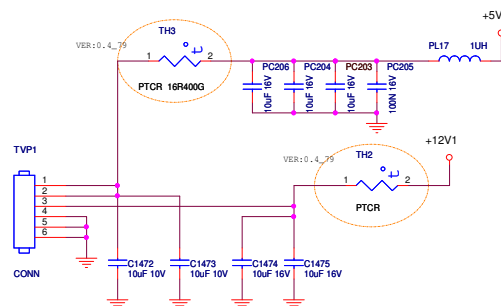 +5V
TH3
VER:0.4_79
1
2
t
PTCR 16R400G
PC206
10uF 16V
PC204
10uF 16V
PC203
10uF 16V
PC205
100N 16V
PL17
1UH
+12V1
TH2
VER:0.4_79
1
2
t
PTCR
TVP1
1
2
3
4
5
6
CONN
C1472
10uF 10V
C1473
10uF 10V
C1474
10uF 16V
C1475
10uF 16V